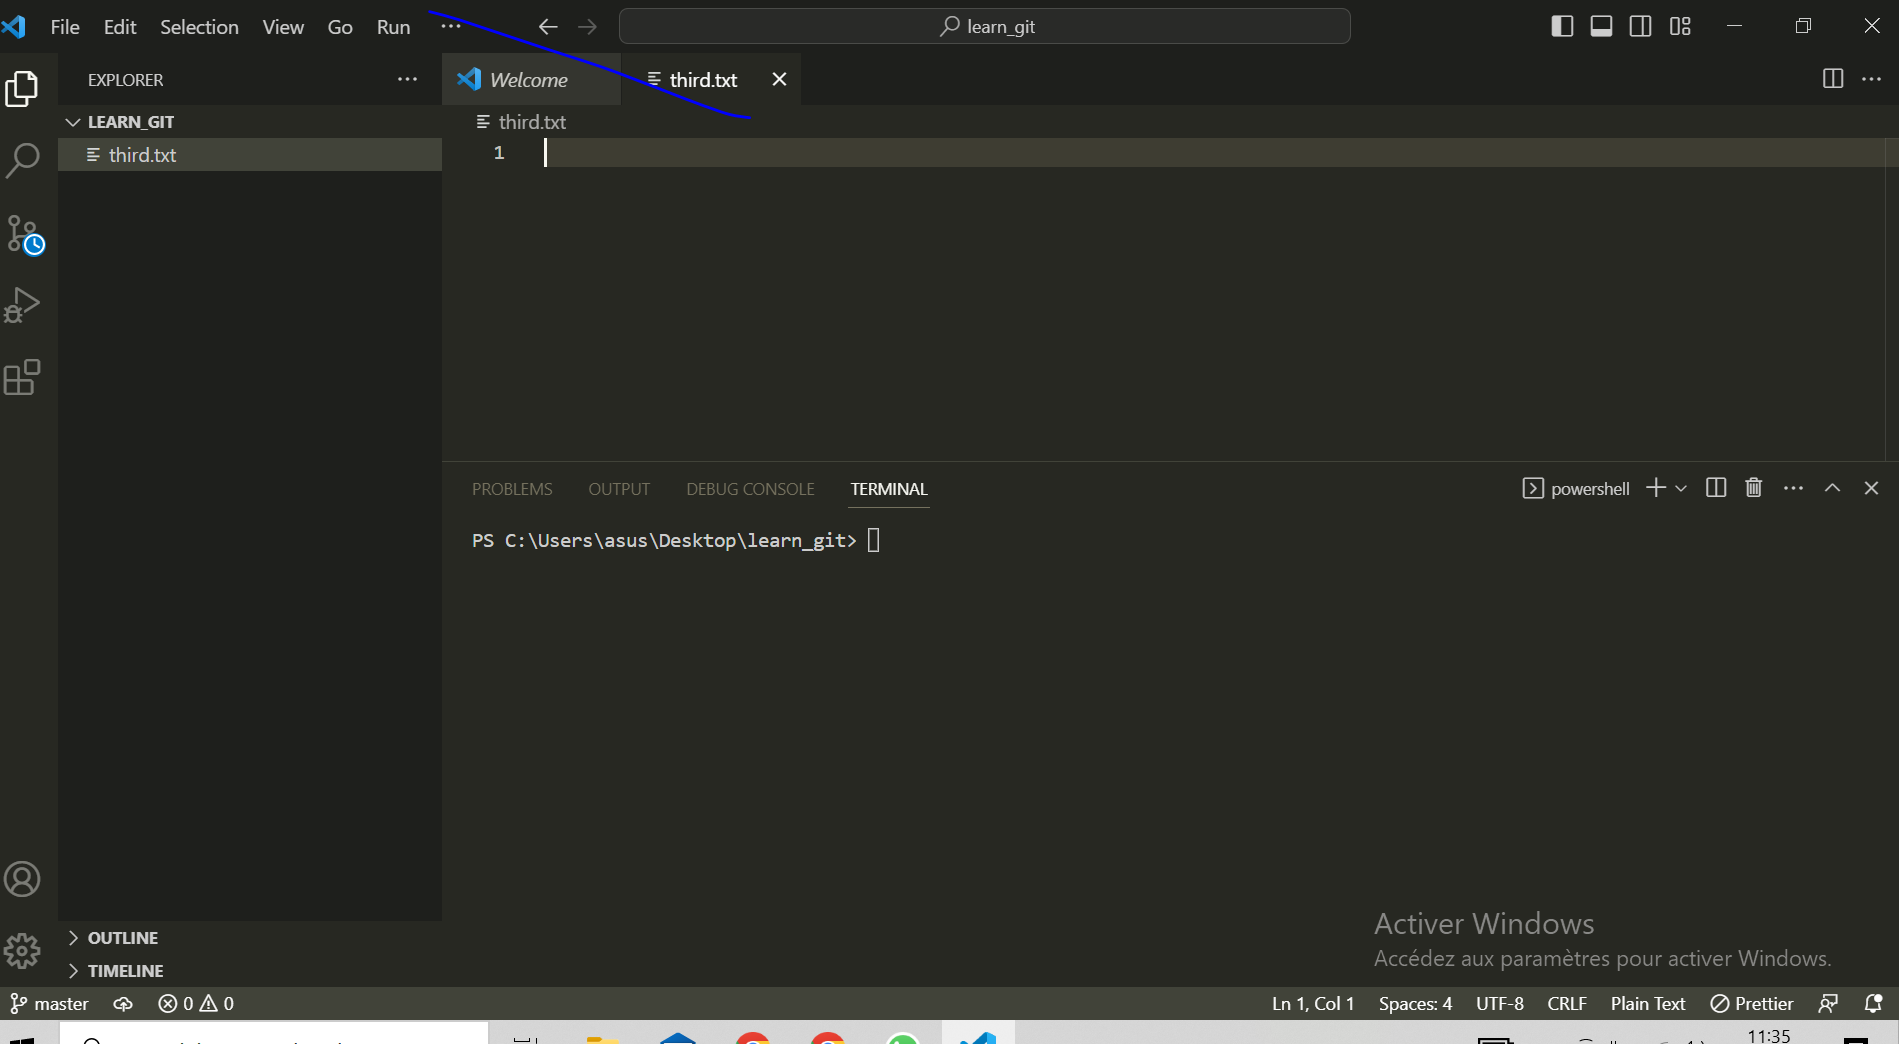 File Edit Selection View Go Run ··· learn_git
EXPLORER ···
Welcome third.txt
LEARN_GIT
third.txt
third.txt
1
PROBLEMS OUTPUT DEBUG CONSOLE TERMINAL powershell
PS C:\Users\asus\Desktop\learn_git>
Activer Windows
Accédez aux paramètres pour activer Windows.
OUTLINE
TIMELINE
master 0 0 Ln 1, Col 1 Spaces: 4 UTF-8 CRLF Plain Text Prettier
11:35